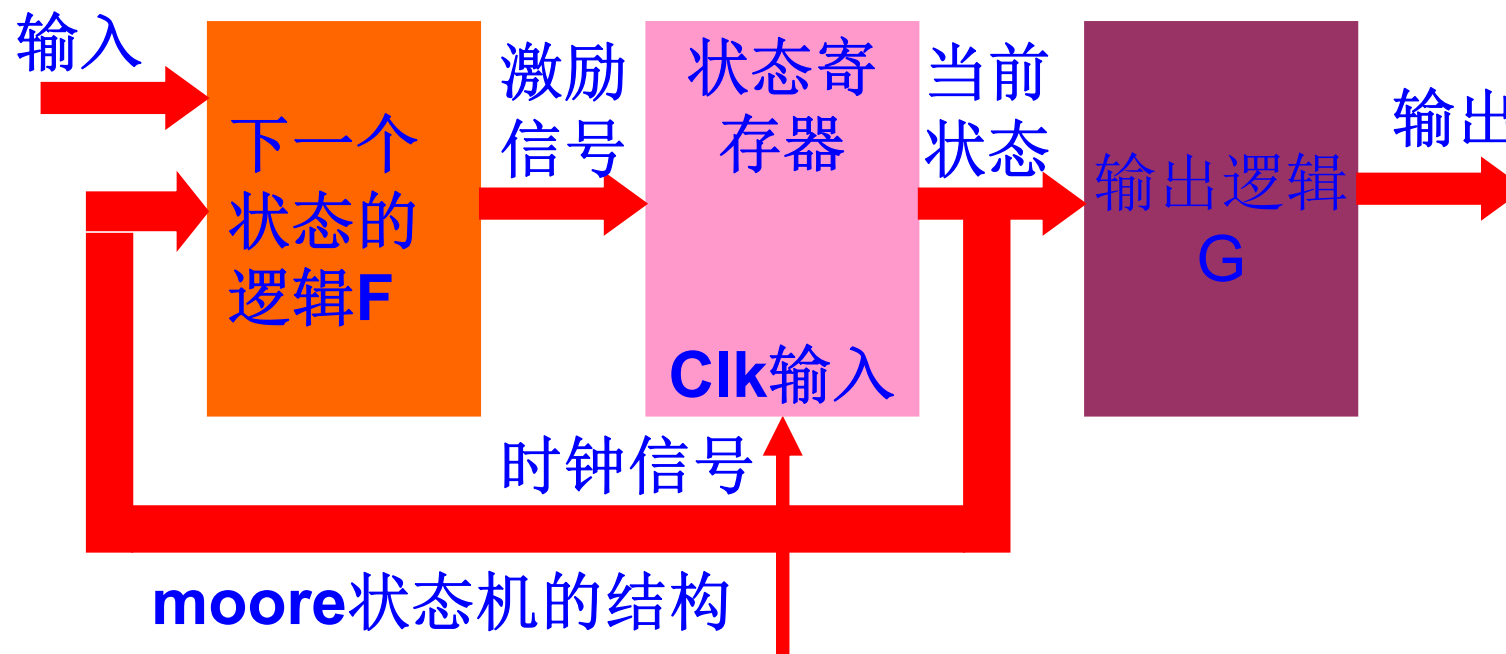 输入
下一个
状态的
逻辑F
激励
信号
状态寄
存器
Clk输入
当前
状态
输出逻辑
G
输出
时钟信号
moore状态机的结构